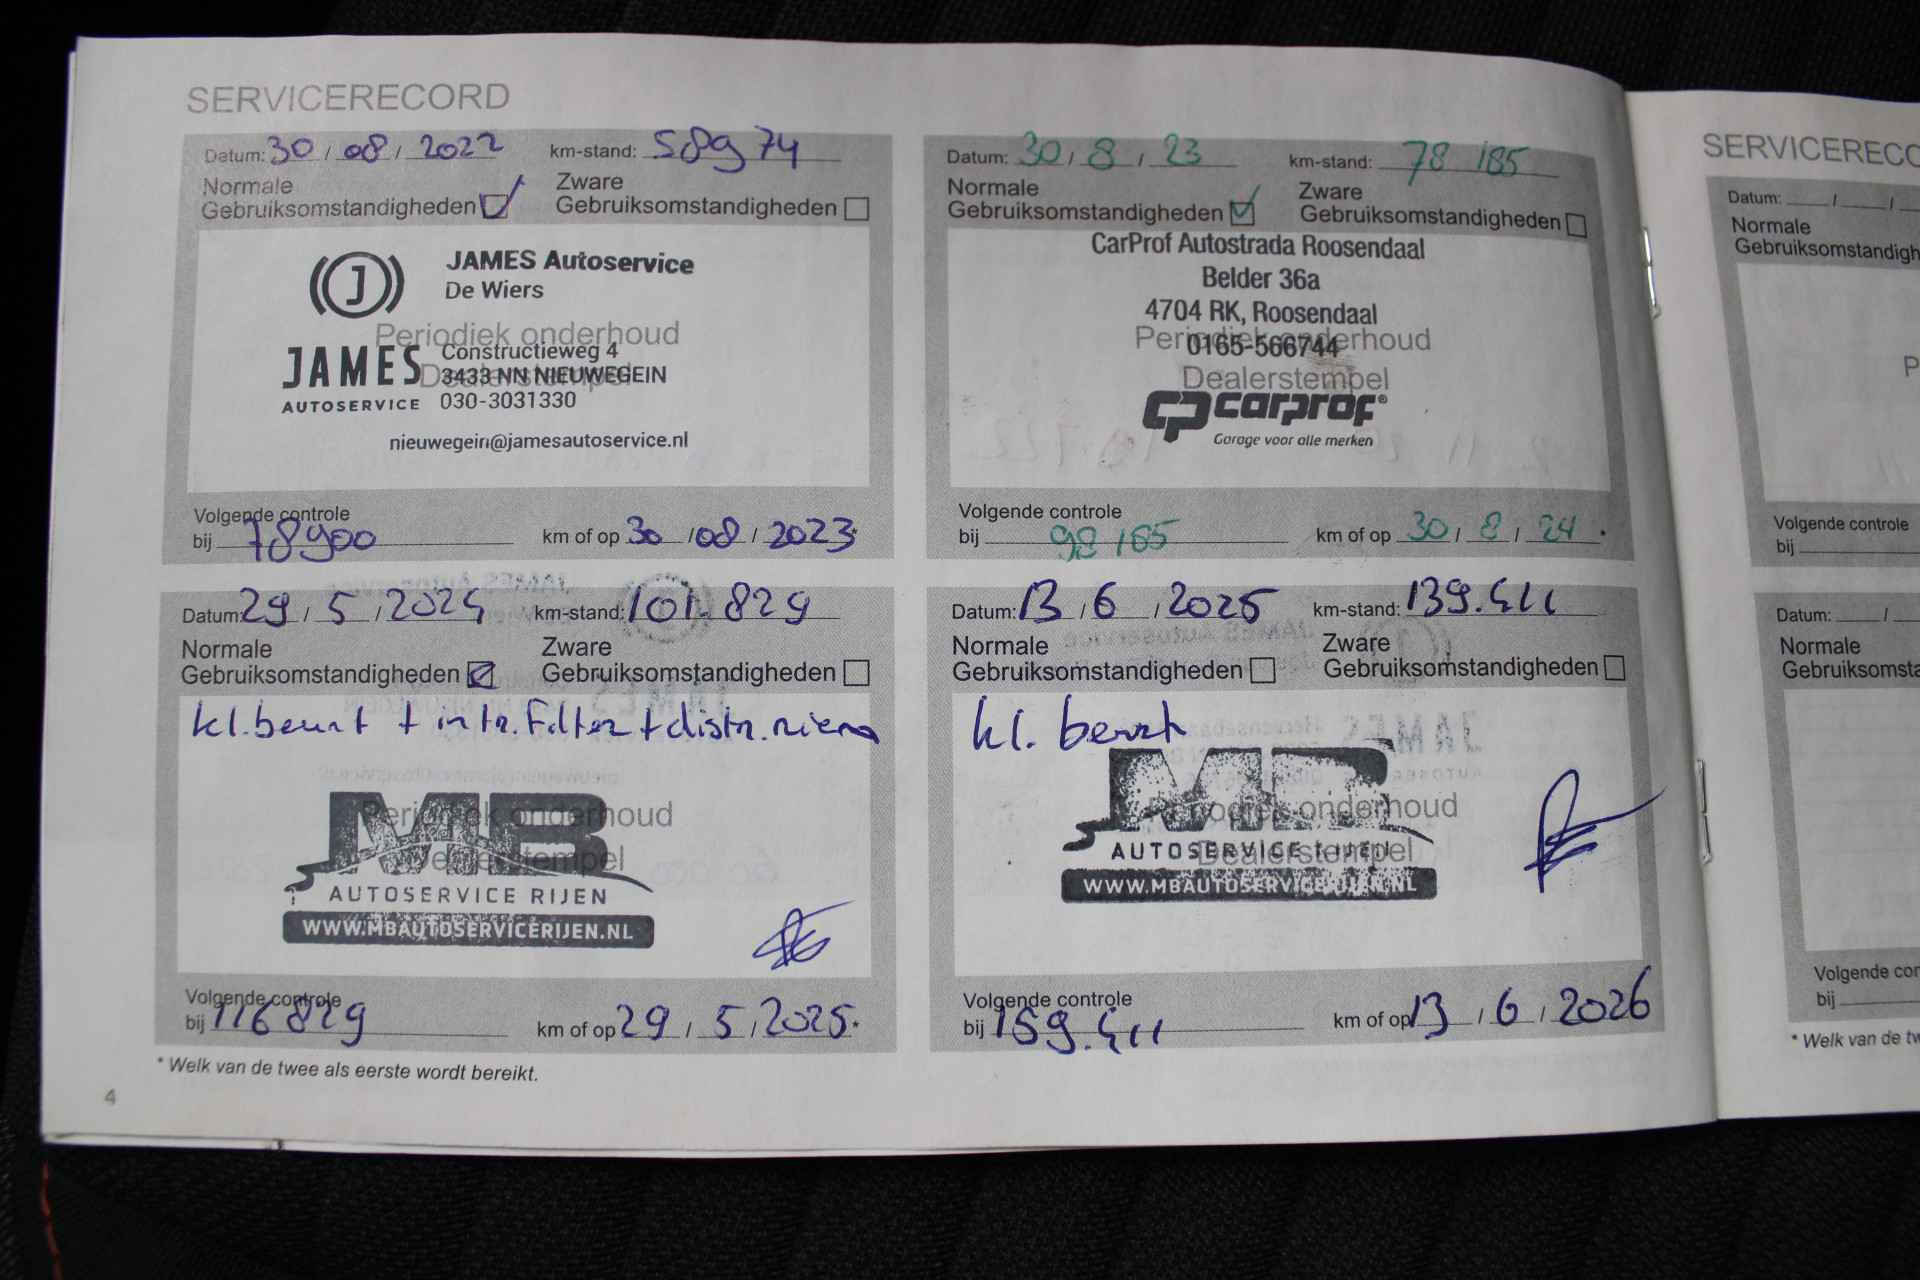 SERVICERECORD
Datum: 30 / 08 / 2022 km-stand: 58974
Normale Gebruiksomstandigheden Zware Gebruiksomstandigheden
JAMES Autoservice
De Wiers
Periodiek onderhoud
Dealerstempel
JAMES
AUTOSERVICE
Constructieweg 4
3433 NN NIEUWEGEIN
030-3031330
nieuwegein@jamesautoservice.nl
Volgende controle
bij 78900 km of op 30 / 08 / 2023*
Datum: 30 / 8 / 23 km-stand: 78 185
Normale Gebruiksomstandigheden Zware Gebruiksomstandigheden
CarProf Autostrada Roosendaal
Belder 36a
4704 RK, Roosendaal
0165-566744
Periodiek onderhoud
Dealerstempel
carprof®
Garage voor alle merken
Volgende controle
bij 98 185 km of op 30 / 8 / 24 *
Datum: 29 / 5 / 2024 km-stand: 101.829
Normale Gebruiksomstandigheden Zware Gebruiksomstandigheden
kl.beurt + intr.filter + distr.riem
Periodiek onderhoud
Dealerstempel
MB
AUTOSERVICE RIJEN
WWW.MBAUTOSERVICERIJEN.NL
Volgende controle
bij 116829 km of op 29 / 5 / 2025*
Datum: 13 / 6 / 2025 km-stand: 139.411
Normale Gebruiksomstandigheden Zware Gebruiksomstandigheden
kl. beurt
Periodiek onderhoud
Dealerstempel
MB
AUTOSERVICE RIJEN
WWW.MBAUTOSERVICERIJEN.NL
Volgende controle
bij 159.411 km of op 13 / 6 / 2026
* Welk van de twee als eerste wordt bereikt.
4
SERVICERECO
Datum: / /
Normale
Gebruiksomstandigh
P
Volgende controle
bij
Datum: / /
Normale
Gebruiksomsta
Volgende con
bij
* Welk van de tw